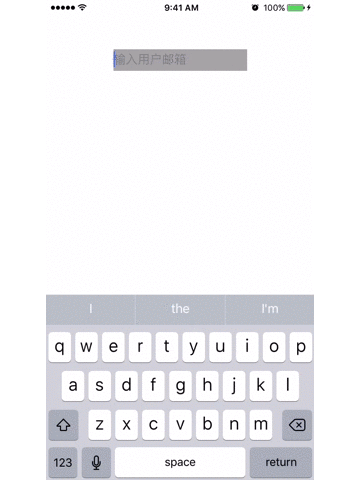 9:41 AM 100%
输入用户邮箱
I the I'm
q w e r t y u i o p
a s d f g h j k l
z x c v b n m
123 space return